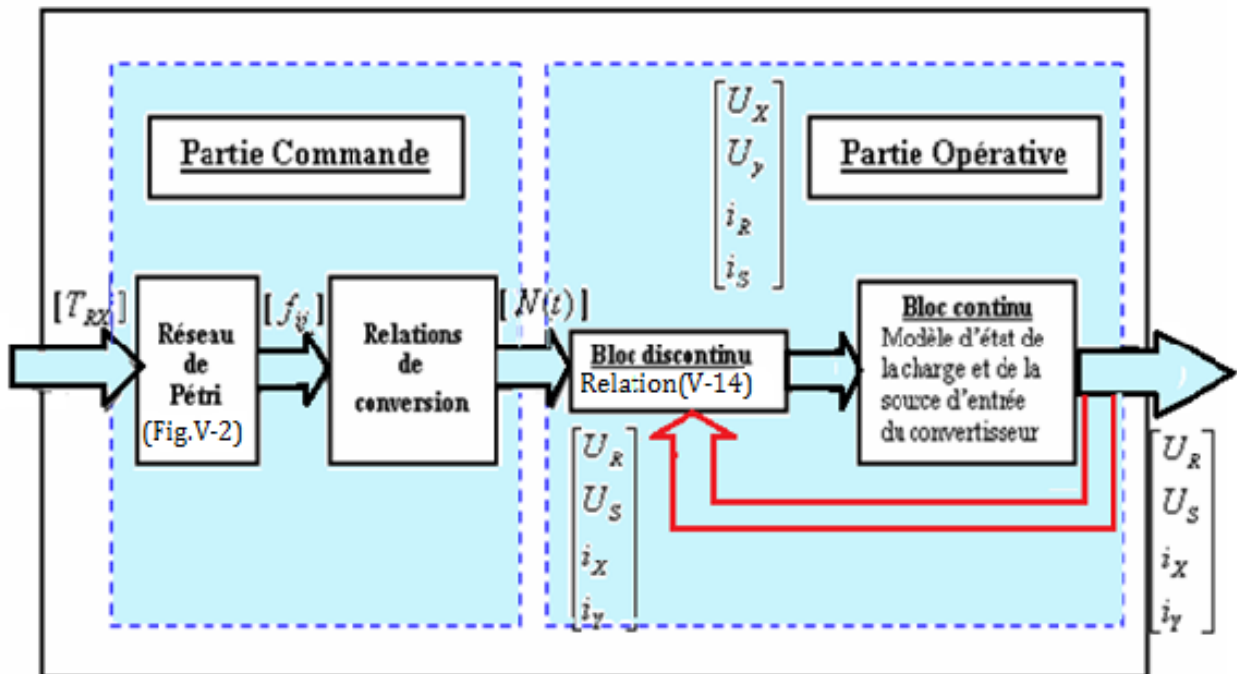 Partie Commande
[T_RX]
Réseau
de
Pétri
(Fig.V-2)
[f_ij]
Relations
de
conversion
[N(t)]
Partie Opérative
[U_X
U_y
i_R
i_S]
Bloc discontinu
Relation(V-14)
Bloc continu
Modèle d'état de
la charge et de la
source d'entrée
du convertisseur
[U_R
U_S
i_X
i_Y]
[U_R
U_S
i_X
i_Y]